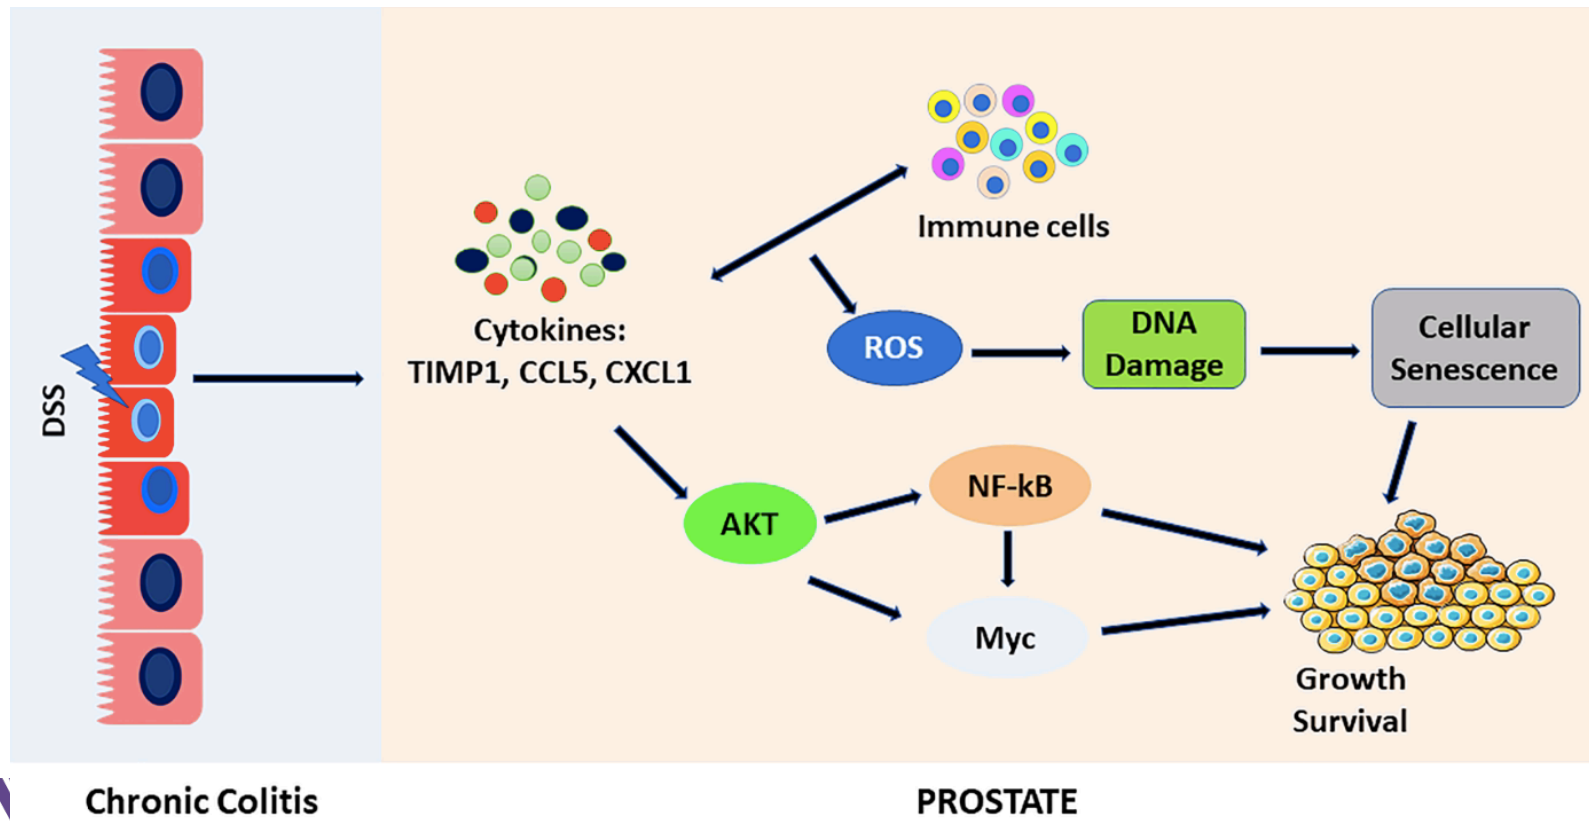 DSS
Cytokines:
TIMP1, CCL5, CXCL1
Immune cells
ROS
DNA
Damage
Cellular
Senescence
AKT
NF-kB
Myc
Growth
Survival
Chronic Colitis
PROSTATE